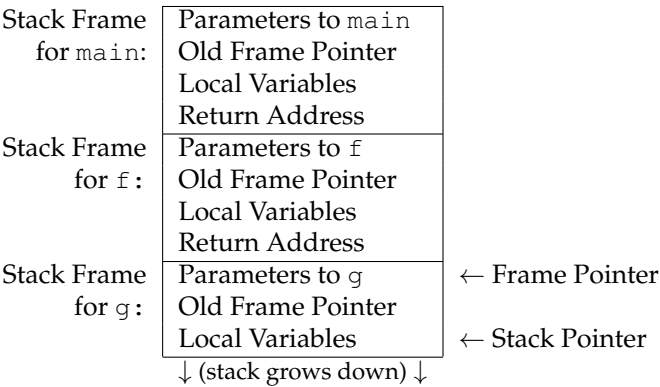 Stack Frame Parameters to main
for main: Old Frame Pointer
Local Variables
Return Address
Stack Frame Parameters to f
for f: Old Frame Pointer
Local Variables
Return Address
Stack Frame Parameters to g ← Frame Pointer
for g: Old Frame Pointer
Local Variables ← Stack Pointer
↓ (stack grows down) ↓